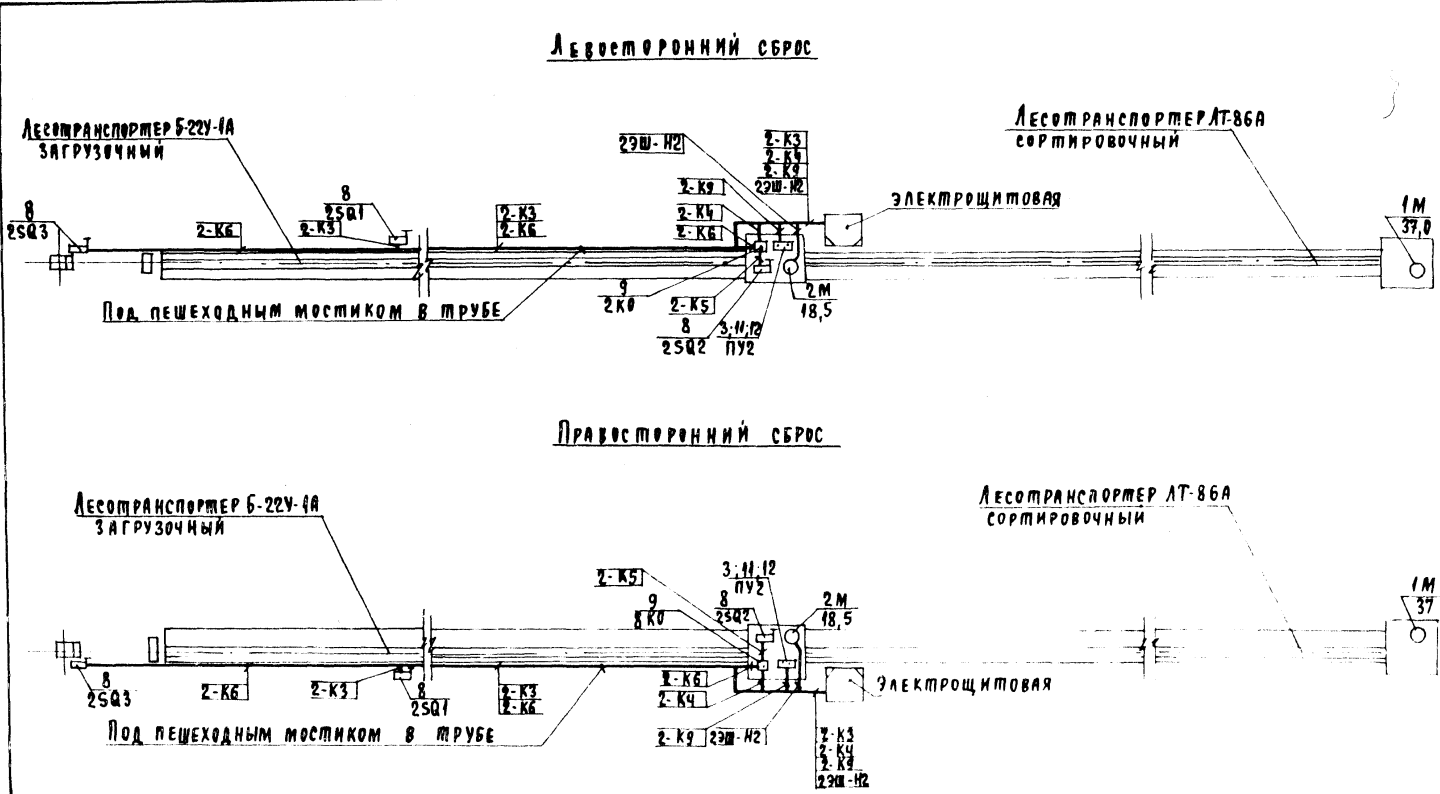 Левосторонний сброс
Лесотранспортер Б-22У-1А
загрузочный
Лесотранспортер ЛТ-86А
сортировочный
2ЭШ-Н2
2-К3
2-К4
2-К9
2ЭШ-Н2
2-К9
2-К4
2-К6
электрощитовая
1М
37,0
8
2SQ3
2-К6
8
2SQ1
2-К3
2-К3
2-К6
Под пешеходным мостиком в трубе
9
2К0
2-К5
8
2SQ2
3;11;12
ПУ2
2М
18,5
Правосторонний сброс
Лесотранспортер Б-22У-1А
загрузочный
Лесотранспортер ЛТ-86А
сортировочный
2-К5
9
8К0
8
2SQ2
3;11;12
ПУ2
2М
18,5
1М
37
8
2SQ3
2-К6
2-К3
8
2SQ1
2-К3
2-К6
2-К6
2-К4
Электрощитовая
Под пешеходным мостиком в трубе
2-К9
2ЭШ-Н2
2-К3
2-К4
2-К9
2ЭШ-Н2